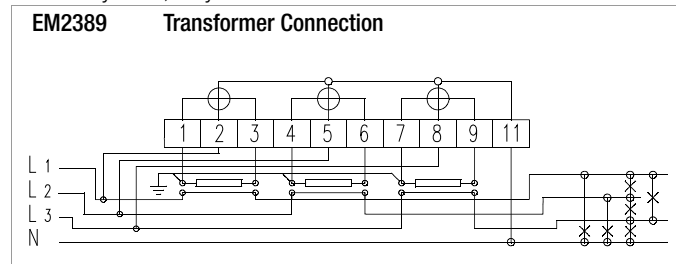 EM2389 Transformer Connection
1 2 3 4 5 6 7 8 9 11
L 1
L 2
L 3
N